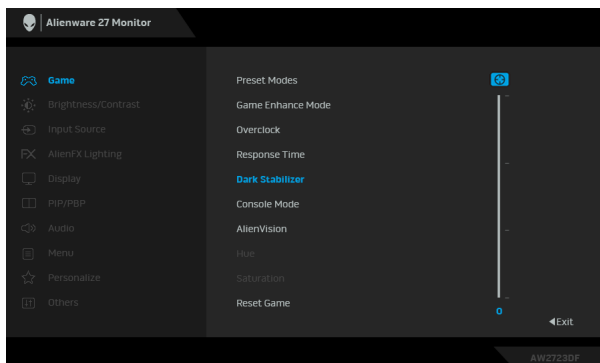 Alienware 27 Monitor
Game
Brightness/Contrast
Input Source
FX AlienFX Lighting
Display
PIP/PBP
Audio
Menu
Personalize
Others
Preset Modes
Game Enhance Mode
Overclock
Response Time
Dark Stabilizer
Console Mode
AlienVision
Hue
Saturation
Reset Game
0
Exit
AW2723DF